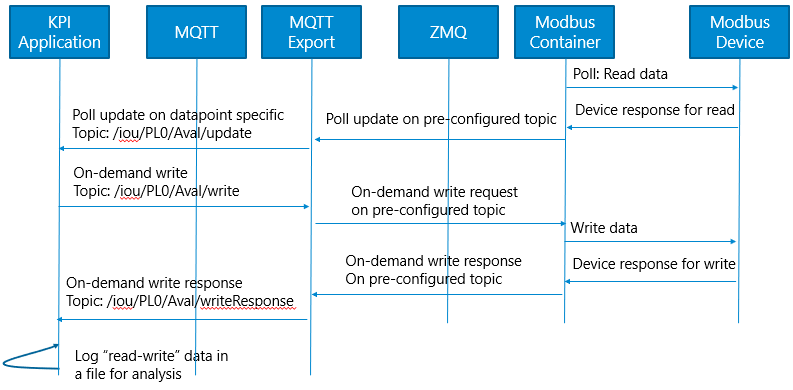 KPI
Application
MQTT
MQTT
Export
ZMQ
Modbus
Container
Modbus
Device
Poll: Read data
Device response for read
Poll update on datapoint specific
Topic: /iou/PL0/Aval/update
Poll update on pre-configured topic
On-demand write
Topic: /iou/PL0/Aval/write
On-demand write request
on pre-configured topic
Write data
On-demand write response
On pre-configured topic
Device response for write
On-demand write response
Topic: /iou/PL0/Aval/writeResponse
Log “read-write” data in
a file for analysis